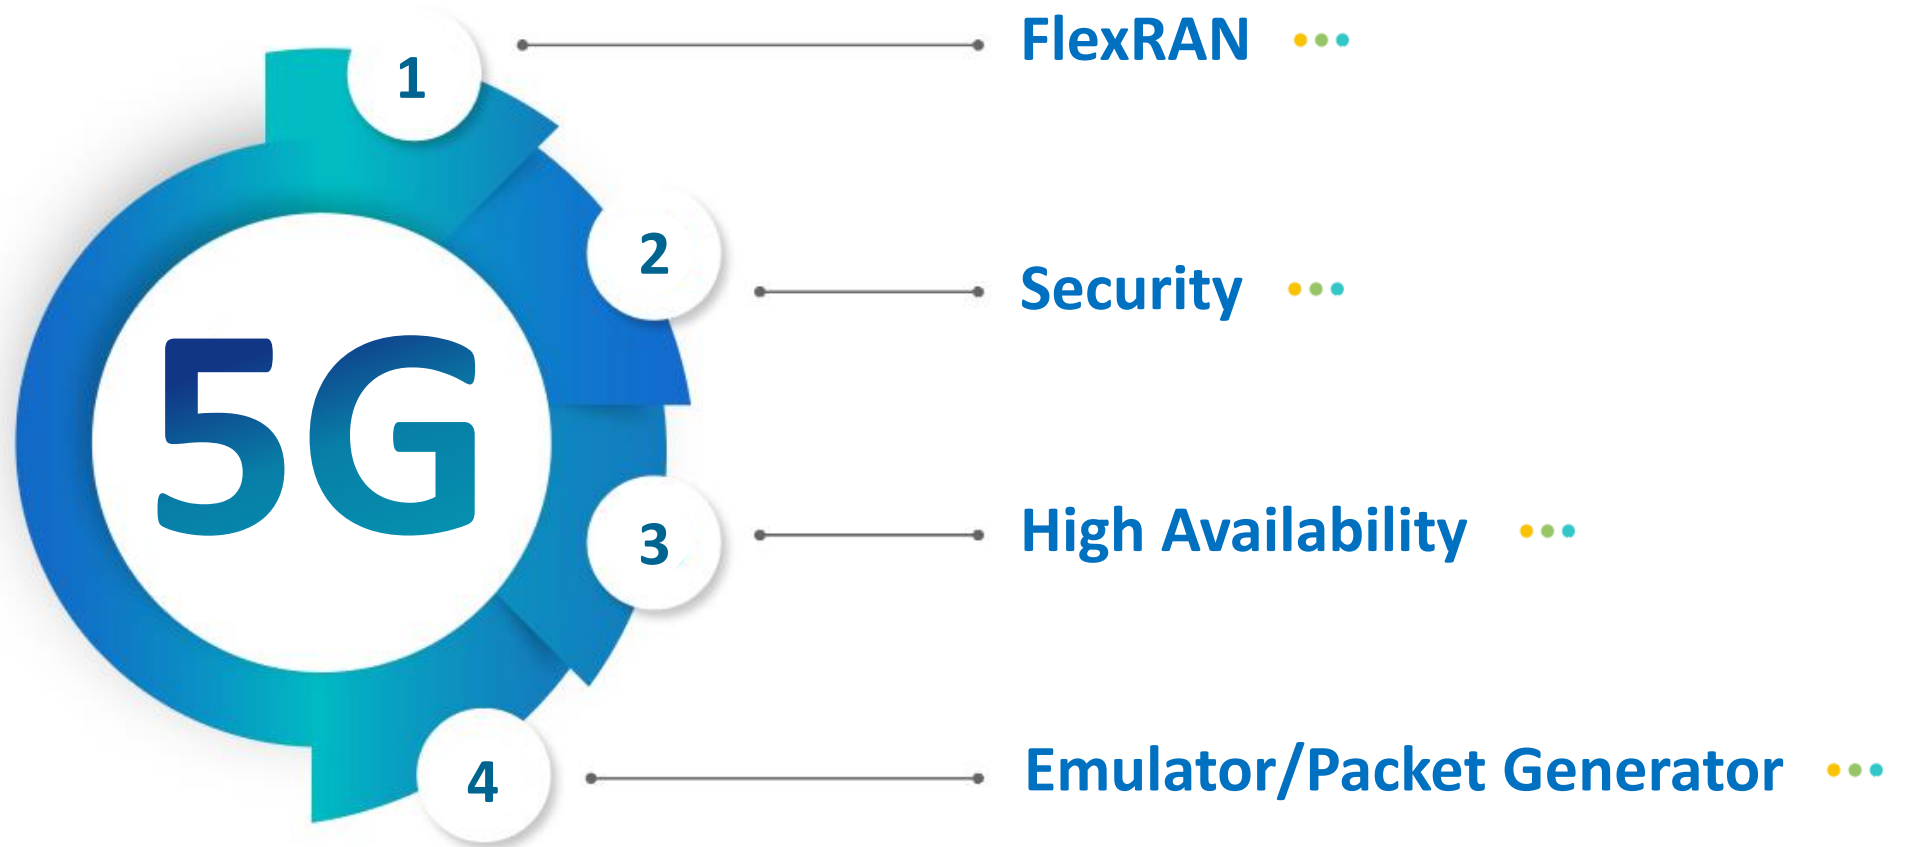 1
FlexRAN
2
Security
5G
3
High Availability
4
Emulator/Packet Generator